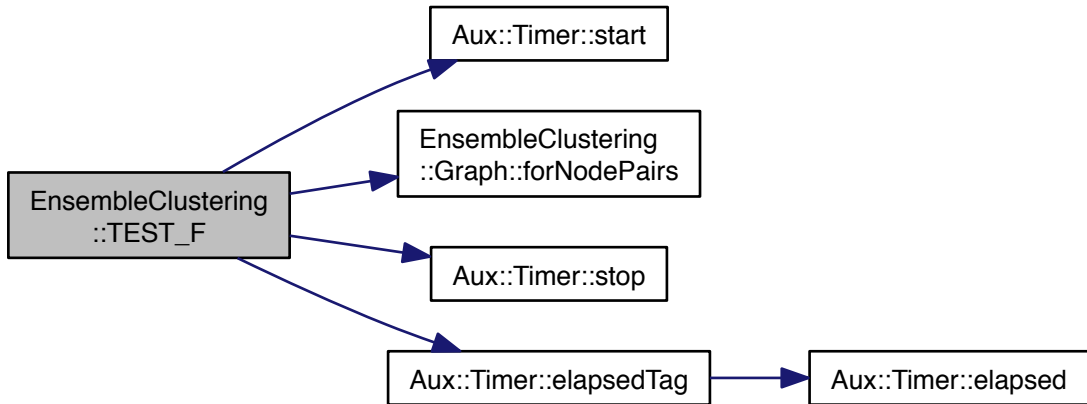 Aux::Timer::start
EnsembleClustering
::Graph::forNodePairs
EnsembleClustering
::TEST_F
Aux::Timer::stop
Aux::Timer::elapsedTag
Aux::Timer::elapsed